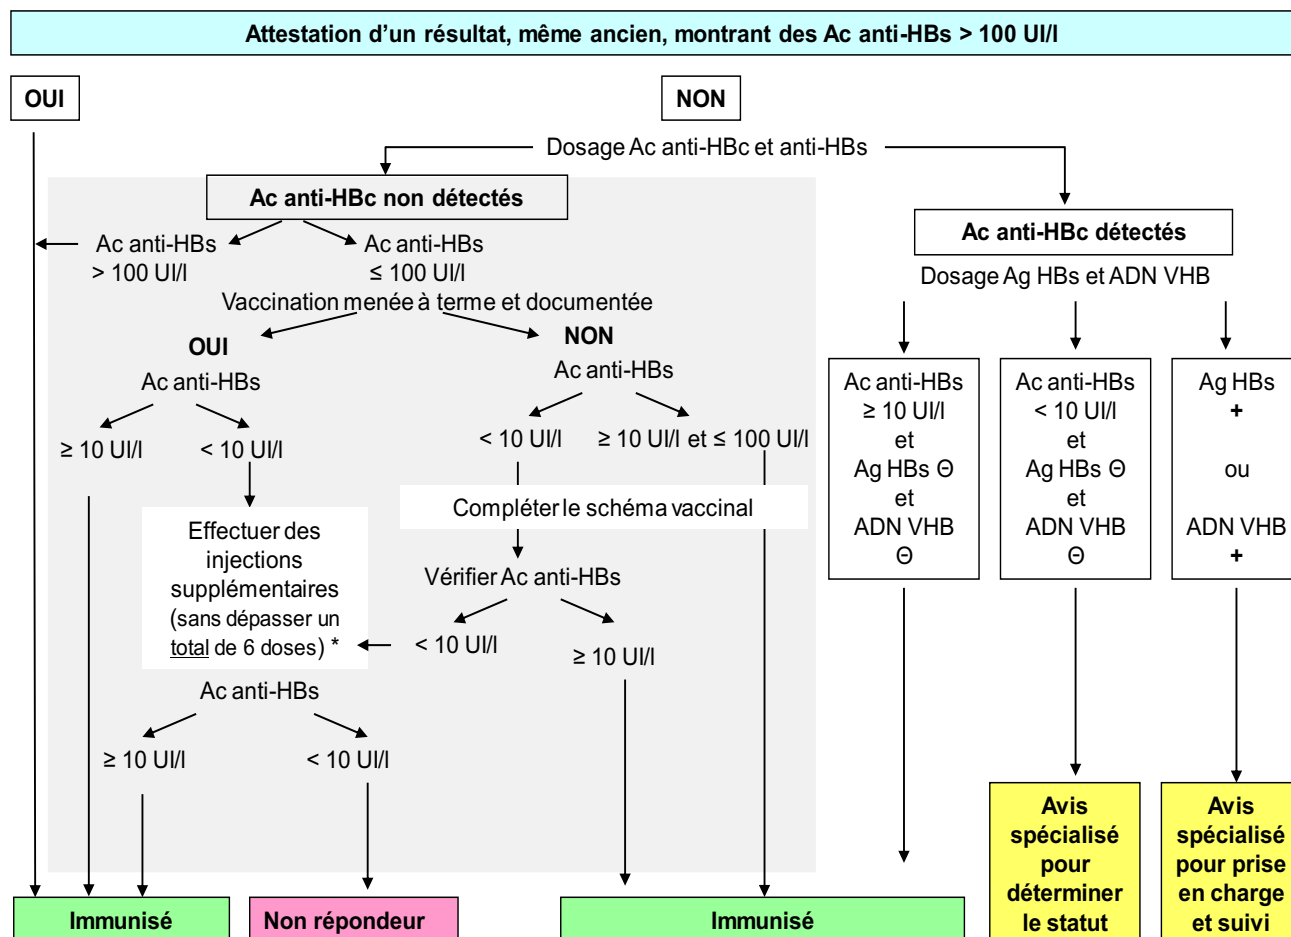 Attestation d'un résultat, même ancien, montrant des Ac anti-HBs > 100 UI/l
OUI
NON
Dosage Ac anti-HBc et anti-HBs
Ac anti-HBc non détectés
Ac anti-HBs
> 100 UI/l
Ac anti-HBs
≤ 100 UI/l
Vaccination menée à terme et documentée
OUI
Ac anti-HBs
≥ 10 UI/l
< 10 UI/l
Effectuer des
injections
supplémentaires
(sans dépasser un
total de 6 doses) *
Ac anti-HBs
≥ 10 UI/l
< 10 UI/l
NON
Ac anti-HBs
< 10 UI/l
≥ 10 UI/l et ≤ 100 UI/l
Compléter le schéma vaccinal
Vérifier Ac anti-HBs
< 10 UI/l
≥ 10 UI/l
Ac anti-HBc détectés
Dosage Ag HBs et ADN VHB
Ac anti-HBs
≥ 10 UI/l
et
Ag HBs Θ
et
ADN VHB
Θ
Ac anti-HBs
< 10 UI/l
et
Ag HBs Θ
et
ADN VHB
Θ
Ag HBs
+
ou
ADN VHB
+
Immunisé
Non répondeur
Immunisé
Avis
spécialisé
pour
déterminer
le statut
Avis
spécialisé
pour prise
en charge
et suivi